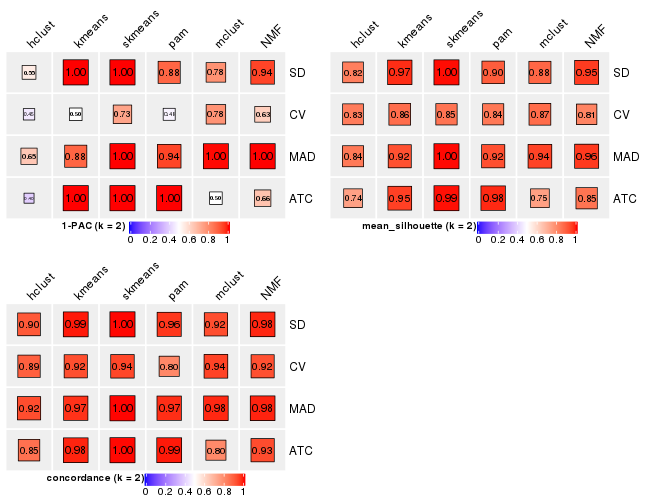 hclust kmeans skmeans pam mclust NMF
0.55 1.00 1.00 0.88 0.78 0.94 SD
0.50 0.73 0.41 0.78 0.63 CV
0.65 0.88 1.00 0.94 1.00 1.00 MAD
1.00 1.00 1.00 0.50 0.66 ATC
1-PAC (k = 2)
0 0.2 0.4 0.6 0.8 1
hclust kmeans skmeans pam mclust NMF
0.82 0.97 1.00 0.90 0.88 0.95 SD
0.83 0.86 0.85 0.84 0.87 0.81 CV
0.84 0.92 1.00 0.92 0.94 0.96 MAD
0.74 0.95 0.99 0.98 0.75 0.85 ATC
mean_silhouette (k = 2)
0 0.2 0.4 0.6 0.8 1
hclust kmeans skmeans pam mclust NMF
0.90 0.99 1.00 0.96 0.92 0.98 SD
0.89 0.92 0.94 0.80 0.94 0.92 CV
0.92 0.97 1.00 0.97 0.98 0.98 MAD
0.85 0.98 1.00 0.99 0.80 0.93 ATC
concordance (k = 2)
0 0.2 0.4 0.6 0.8 1